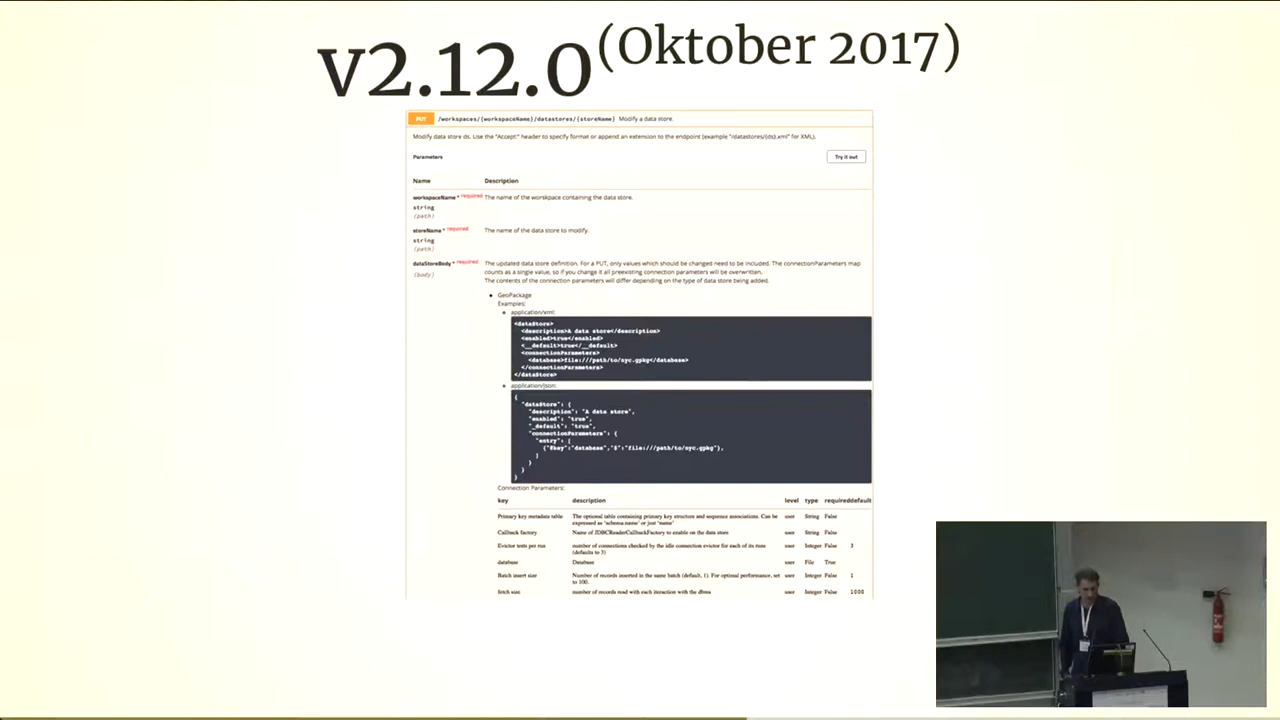 v2.12.0(Oktober 2017)
PUT /workspaces/{workspaceName}/datastores/{storeName} Modify a data store.
Modify data store ds. Use the "Accept:" header to specify format or append an extension to the endpoint (example "/datastores/{ds}.xml" for XML).
Parameters Try it out
Name Description
workspaceName * required The name of the worskpace containing the data store.
string
(path)
storeName * required The name of the data store to modify.
string
(path)
dataStoreBody * required The updated data store definition. For a PUT, only values which should be changed need to be included. The connectionParameters map
(body) counts as a single value, so if you change it all preexisting connection parameters will be overwritten.
The contents of the connection parameters will differ depending on the type of data store being added.
GeoPackage
Examples:
application/xml:
<dataStore>
<description>A data store</description>
<enabled>true</enabled>
<__default>true</__default>
<connectionParameters>
<database>file:///path/to/nyc.gpkg</database>
</connectionParameters>
</dataStore>
application/json:
{
"dataStore": {
"description": "A data store",
"enabled": "true",
"_default": "true",
"connectionParameters": {
"entry": [
{"@key":"database","$":"file:///path/to/nyc.gpkg"},
]
}
}
}
Connection Parameters:
key description level type required default
Primary key metadata table The optional table containing primary key structure and sequence associations. Can be user String False
expressed as 'schema.name' or just 'name'
Callback factory Name of JDBCReaderCallbackFactory to enable on the data store user String False
Evictor tests per run number of connections checked by the idle connection evictor for each of its runs user Integer False 3
(defaults to 3)
database Database user File True
Batch insert size Number of records inserted in the same batch (default, 1). For optimal performance, set user Integer False 1
to 100.
fetch size number of records read with each iteraction with the dbms user Integer False 1000